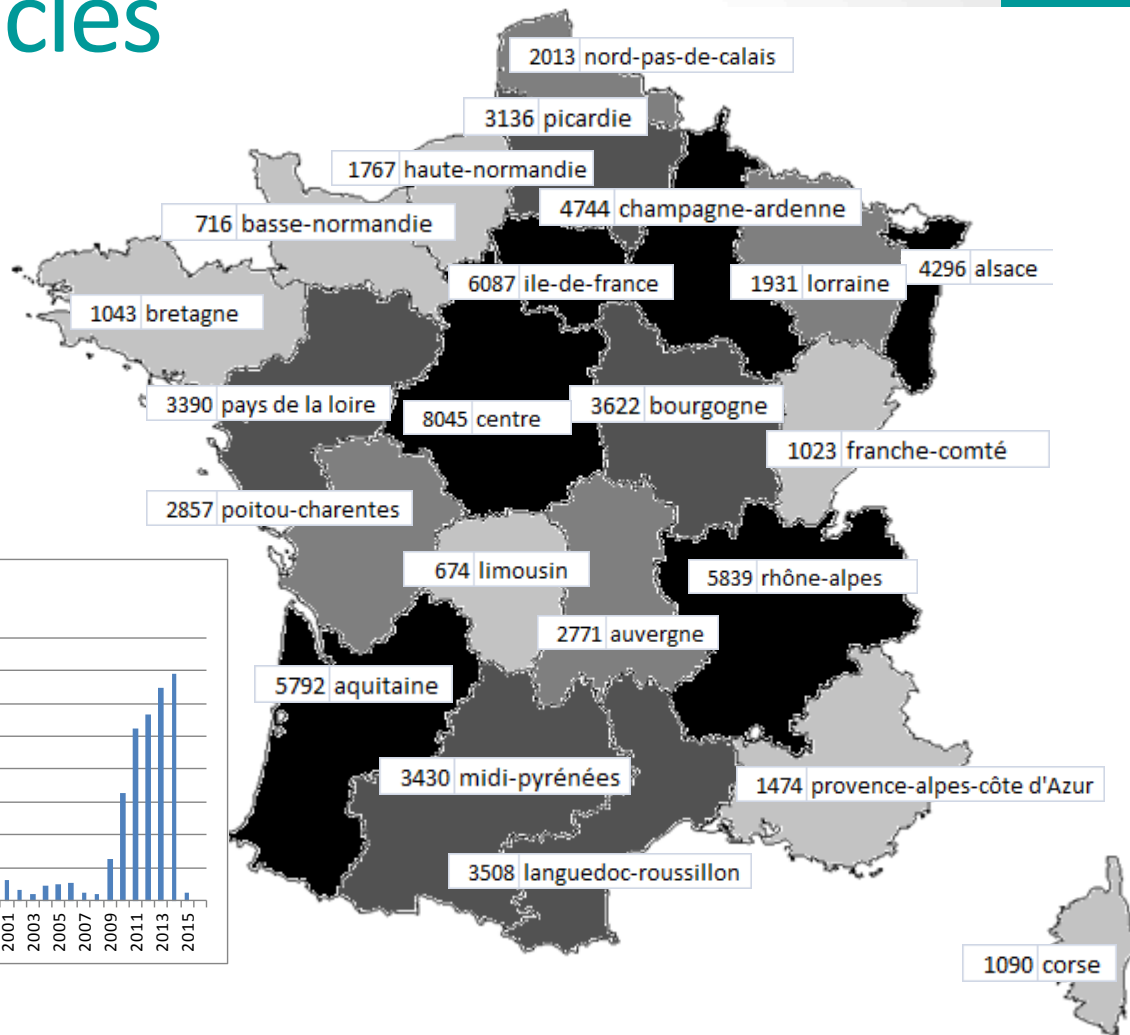 clés
2013 nord-pas-de-calais
3136 picardie
1767 haute-normandie
4744 champagne-ardenne
716 basse-normandie
6087 ile-de-france
1931 lorraine
4296 alsace
1043 bretagne
3390 pays de la loire
8045 centre
3622 bourgogne
1023 franche-comté
2857 poitou-charentes
674 limousin
5839 rhône-alpes
2771 auvergne
5792 aquitaine
3430 midi-pyrénées
1474 provence-alpes-côte d'Azur
3508 languedoc-roussillon
2001 2003 2005 2007 2009 2011 2013 2015
1090 corse